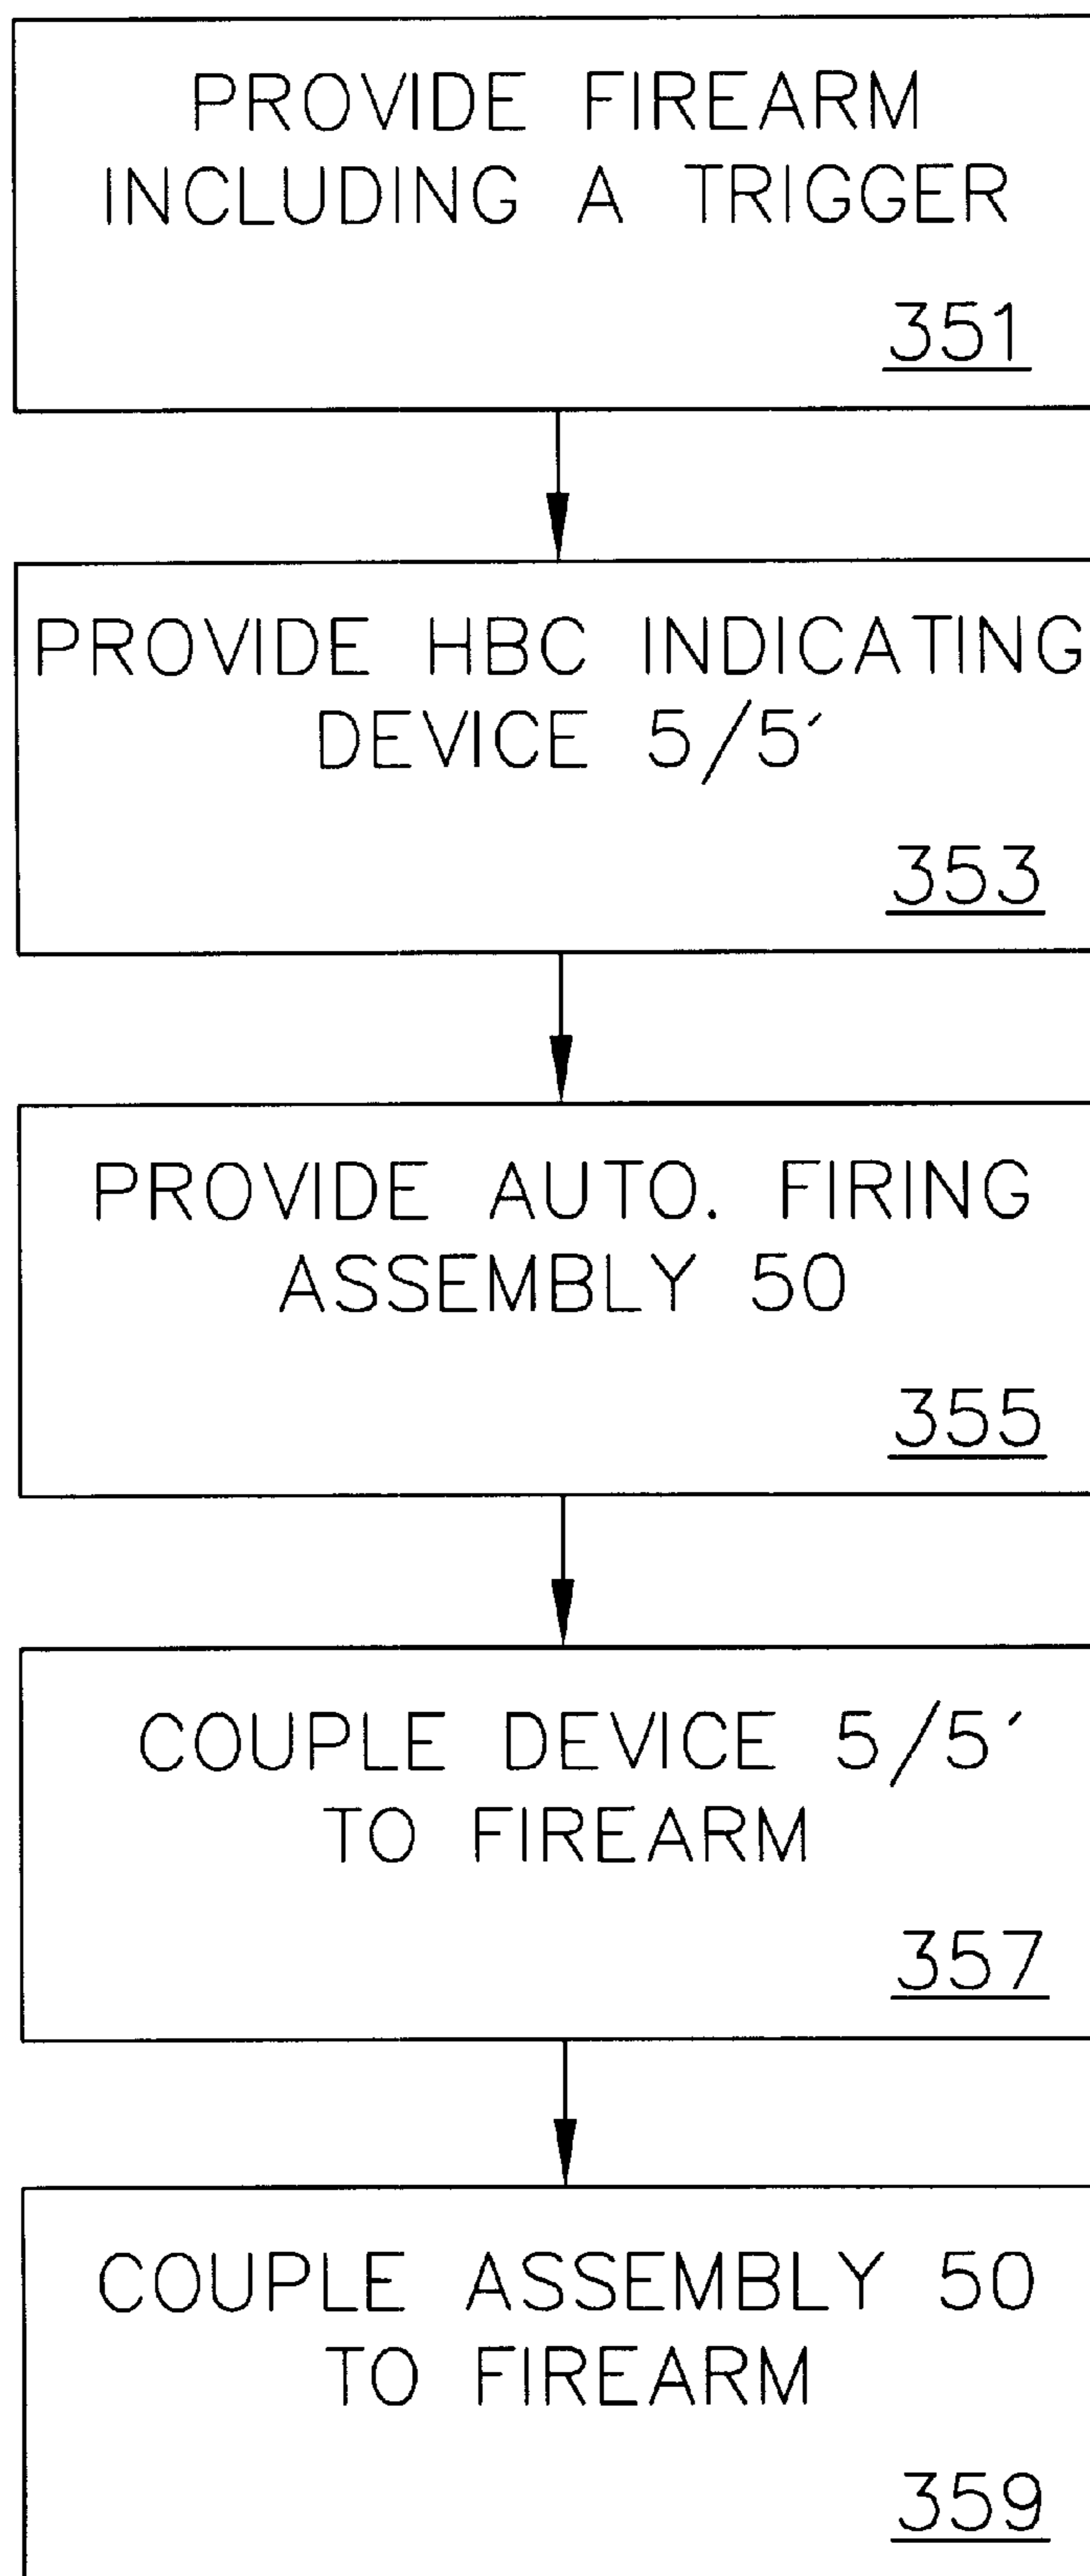 PROVIDE FIREARM
INCLUDING A TRIGGER
351
PROVIDE HBC INDICATING
DEVICE 5/5′
353
PROVIDE AUTO. FIRING
ASSEMBLY 50
355
COUPLE DEVICE 5/5′
TO FIREARM
357
COUPLE ASSEMBLY 50
TO FIREARM
359